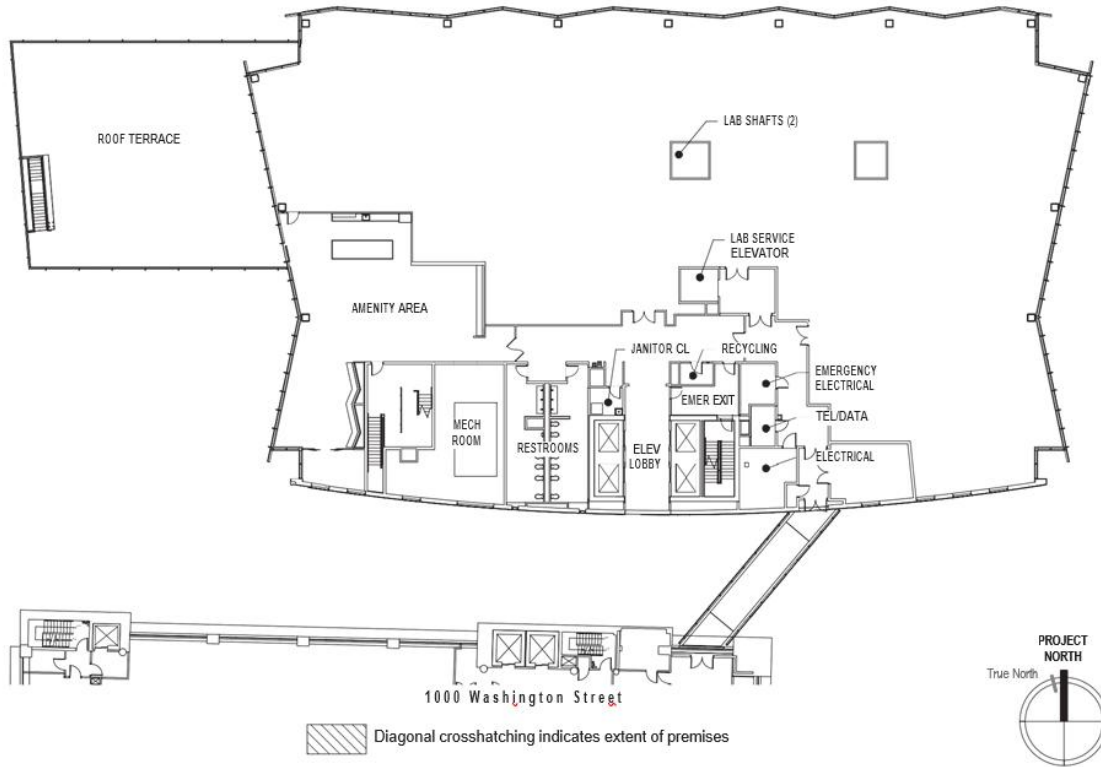 ROOF TERRACE
LAB SHAFTS (2)
LAB SERVICE
ELEVATOR
AMENITY AREA
JANITOR CL
RECYCLING
EMERGENCY
ELECTRICAL
EMER EXIT
MECH
ROOM
RESTROOMS
ELEV
LOBBY
TEL/DATA
ELECTRICAL
1000 Washington Street
Diagonal crosshatching indicates extent of premises
PROJECT
NORTH
True North